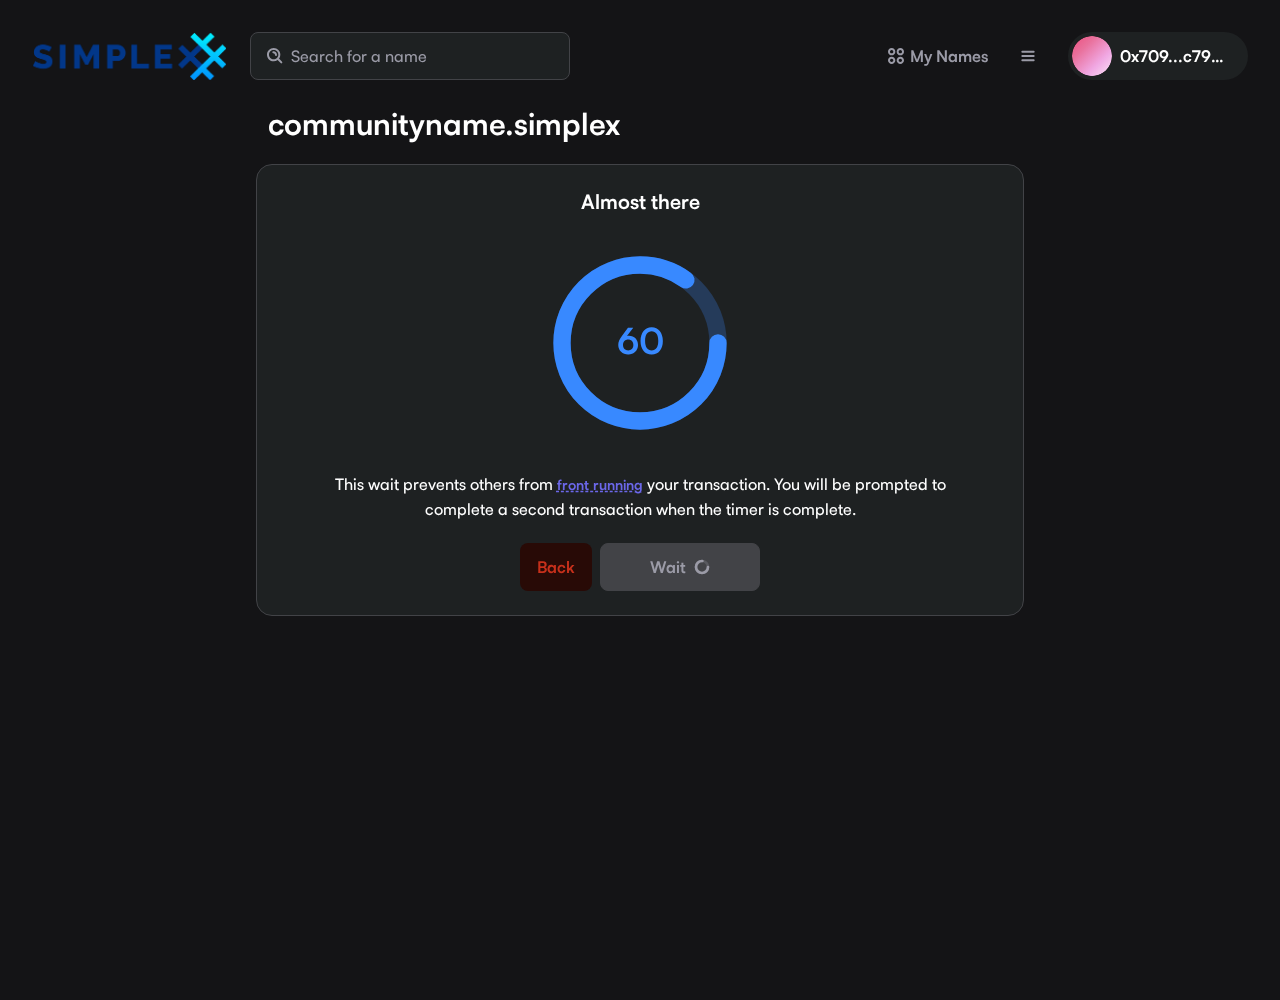 SIMPLEX
Search for a name
My Names
0x709...c79...
communityname.simplex
Almost there
60
This wait prevents others from front running your transaction. You will be prompted to
complete a second transaction when the timer is complete.
Back
Wait